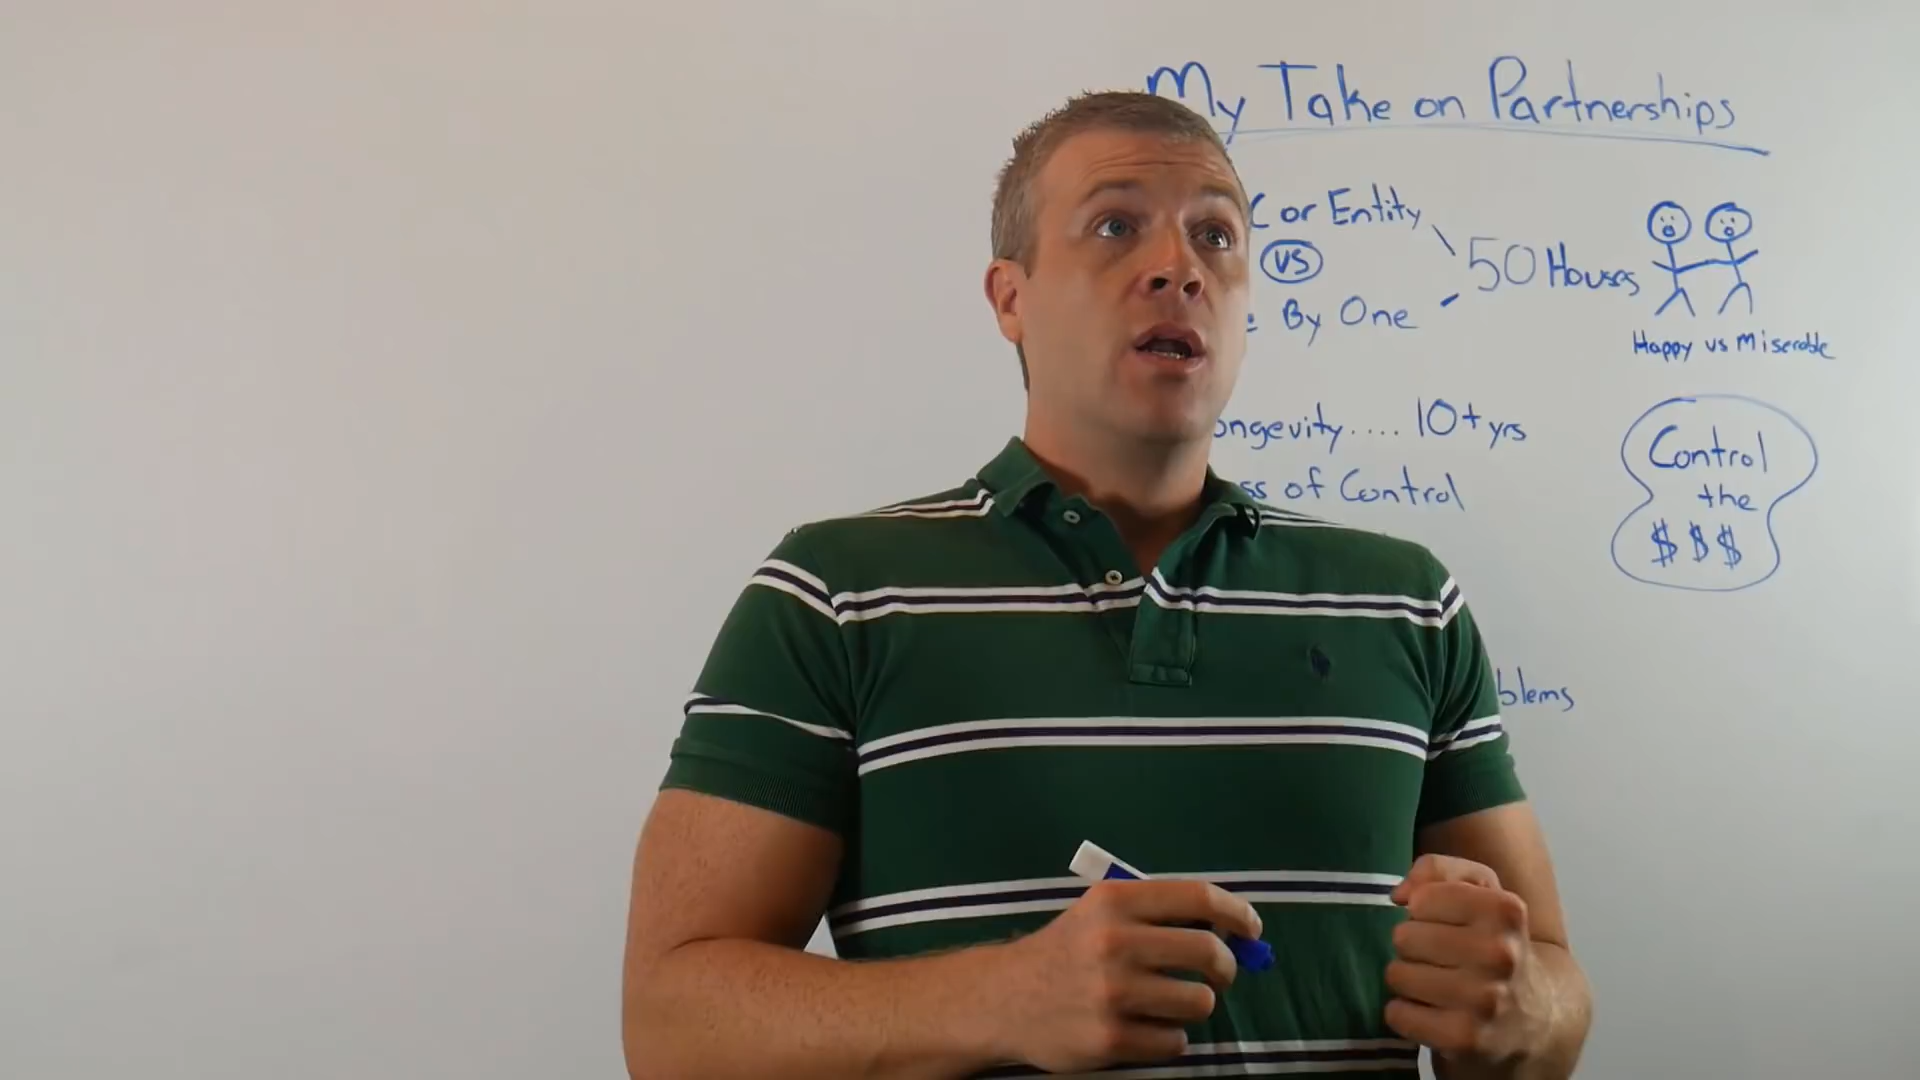 My Take on Partnerships
C or Entity
VS
By One
50 Houses
Happy vs Miserable
ongevity.... 10+ yrs
ss of Control
Control
the
$ $ $
blems